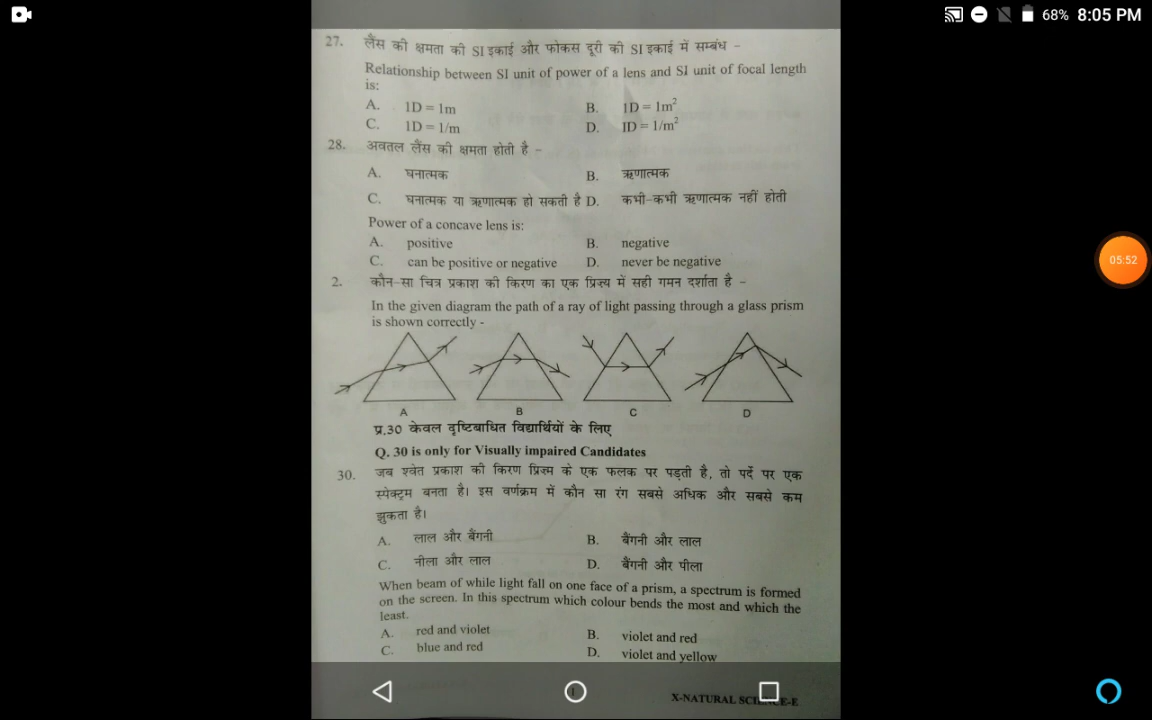 68% 8:05 PM
27. लैंस की क्षमता की SI इकाई और फोकस दूरी की SI इकाई में सम्बंध –
Relationship between SI unit of power of a lens and SI unit of focal length
is:
A. 1D = 1m B. 1D = 1m²
C. 1D = 1/m D. 1D = 1/m²
28. अवतल लैंस की क्षमता होती है –
A. घनात्मक B. ऋणात्मक
C. घनात्मक या ऋणात्मक हो सकती है D. कभी-कभी ऋणात्मक नहीं होती
Power of a concave lens is:
A. positive B. negative
C. can be positive or negative D. never be negative
2. कौन-सा चित्र प्रकाश की किरण का एक प्रिज्म में सही गमन दर्शाता है –
In the given diagram the path of a ray of light passing through a glass prism
is shown correctly -
A B C D
प्र.30 केवल दृष्टिबाधित विद्यार्थियों के लिए
Q. 30 is only for Visually impaired Candidates
30. जब श्वेत प्रकाश की किरण प्रिज्म के एक फलक पर पड़ती है, तो पर्दे पर एक
स्पेक्ट्रम बनता है। इस वर्णक्रम में कौन सा रंग सबसे अधिक और सबसे कम
झुकता है।
A. लाल और बैंगनी B. बैंगनी और लाल
C. नीला और लाल D. बैंगनी और पीला
When beam of while light fall on one face of a prism, a spectrum is formed
on the screen. In this spectrum which colour bends the most and which the
least.
A. red and violet B. violet and red
C. blue and red D. violet and yellow
X-NATURAL
05:52